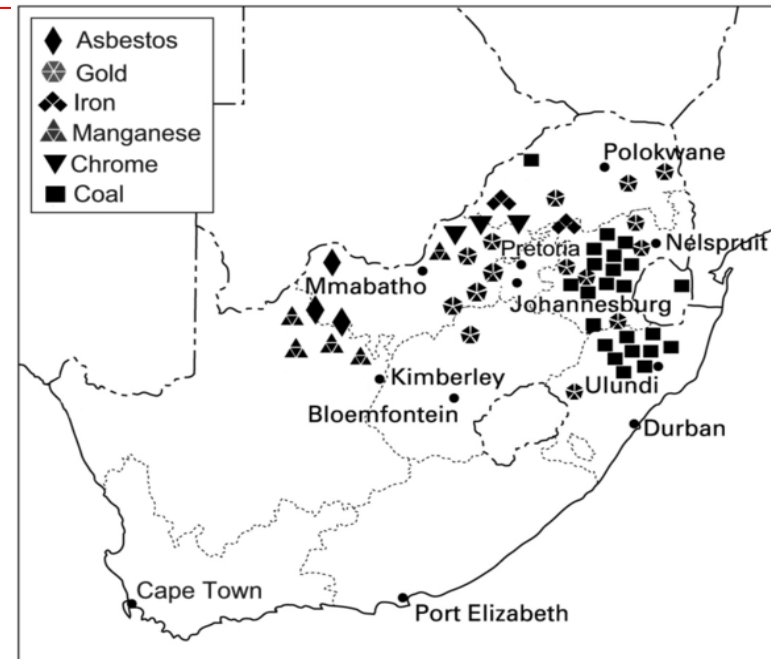 Asbestos
Gold
Iron
Manganese
Chrome
Coal
Polokwane
Nelspruit
Pretoria
Mmabatho
Johannesburg
Kimberley
Ulundi
Bloemfontein
Durban
Cape Town
Port Elizabeth